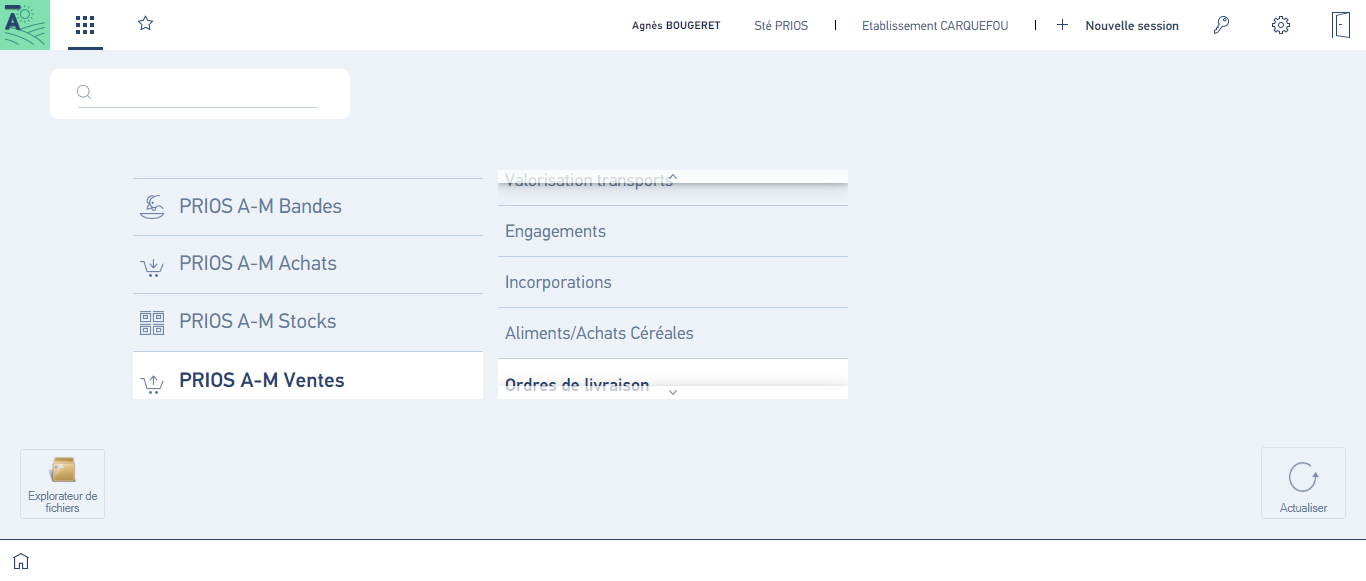 Ā
Agnès BOUGERET Sté PRIOS Etablissement CARQUEFOU Nouvelle session
PRIOS A-M Bandes
PRIOS A-M Achats
PRIOS A-M Stocks
PRIOS A-M Ventes
Valorisation transports
Engagements
Incorporations
Aliments/Achats Céréales
Ordres de livraison
Explorateur de
fichiers
Actualiser